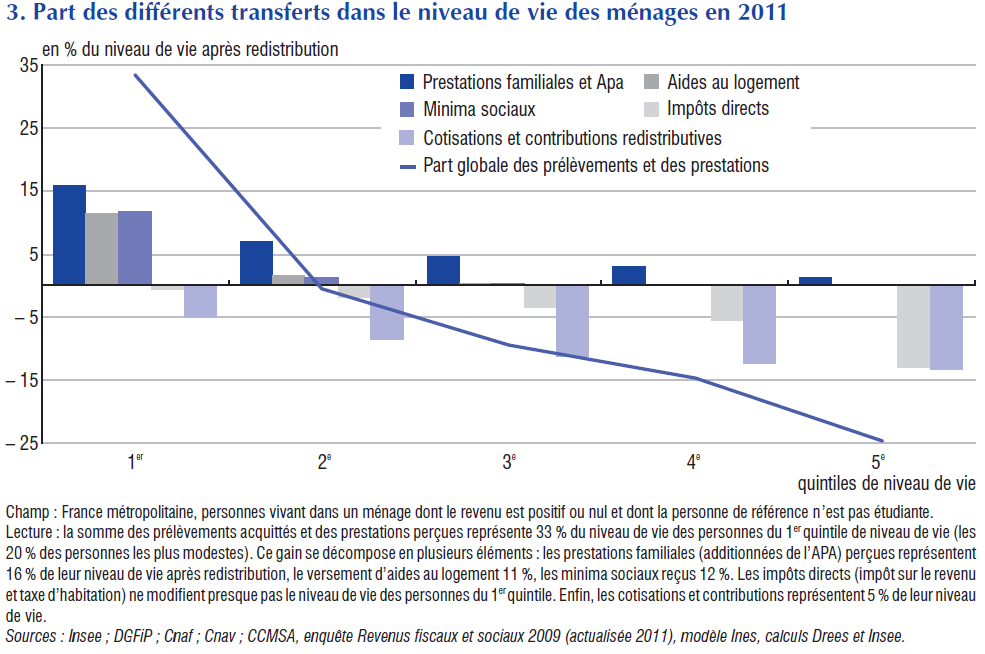 3. Part des différents transferts dans le niveau de vie des ménages en 2011
en % du niveau de vie après redistribution
35
25
15
5
– 5
– 15
– 25
Prestations familiales et Apa
Aides au logement
Minima sociaux
Impôts directs
Cotisations et contributions redistributives
Part globale des prélèvements et des prestations
1er
2e
3e
4e
5e
quintiles de niveau de vie
Champ : France métropolitaine, personnes vivant dans un ménage dont le revenu est positif ou nul et dont la personne de référence n'est pas étudiante.
Lecture : la somme des prélèvements acquittés et des prestations perçues représente 33 % du niveau de vie des personnes du 1er quintile de niveau de vie (les
20 % des personnes les plus modestes). Ce gain se décompose en plusieurs éléments : les prestations familiales (additionnées de l'APA) perçues représentent
16 % de leur niveau de vie après redistribution, le versement d'aides au logement 11 %, les minima sociaux reçus 12 %. Les impôts directs (impôt sur le revenu
et taxe d'habitation) ne modifient presque pas le niveau de vie des personnes du 1er quintile. Enfin, les cotisations et contributions représentent 5 % de leur niveau
de vie.
Sources : Insee ; DGFiP ; Cnaf ; Cnav ; CCMSA, enquête Revenus fiscaux et sociaux 2009 (actualisée 2011), modèle Ines, calculs Drees et Insee.